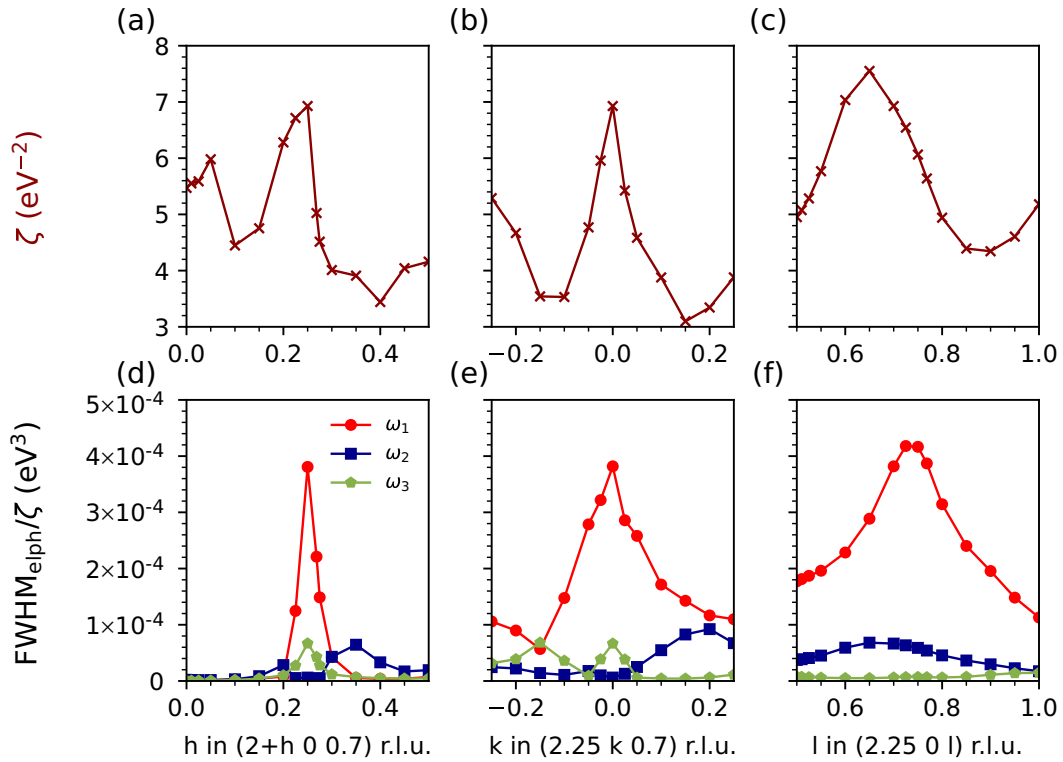 (a) (b) (c)
ζ (eV⁻²)
8
7
6
5
4
3
0.0 0.2 0.4
−0.2 0.0 0.2
0.6 0.8 1.0
(d) (e) (f)
FWHM_elph/ζ (eV³)
5×10⁻⁴
4×10⁻⁴
3×10⁻⁴
2×10⁻⁴
1×10⁻⁴
0
ω₁
ω₂
ω₃
0.0 0.2 0.4
−0.2 0.0 0.2
0.6 0.8 1.0
h in (2+h 0 0.7) r.l.u.
k in (2.25 k 0.7) r.l.u.
l in (2.25 0 l) r.l.u.